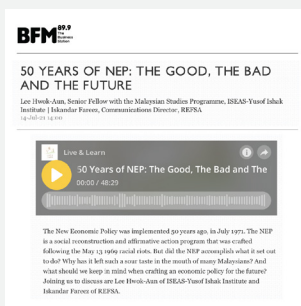 BFM 89.9
The
Business
Station
50 YEARS OF NEP: THE GOOD, THE BAD
AND THE FUTURE
Lee Hwok-Aun, Senior Fellow with the Malaysian Studies Programme, ISEAS-Yusof Ishak
Institute | Iskandar Fareez, Communications Director, REFSA
14-Jul-21 14:00
Live & Learn
50 Years of NEP: The Good, The Bad and The
00:00 / 48:29
The New Economic Policy was implemented 50 years ago, in July 1971. The NEP
is a social reconstruction and affirmative action program that was crafted
following the May 13 1969 racial riots. But did the NEP accomplish what it set out
to do? Why has it left such a sour taste in the mouth of many Malaysians? And
what should we keep in mind when crafting an economic policy for the future?
Joining us to discuss are Lee Hwok-Aun of ISEAS-Yusof Ishak Institute and
Iskandar Fareez of REFSA.